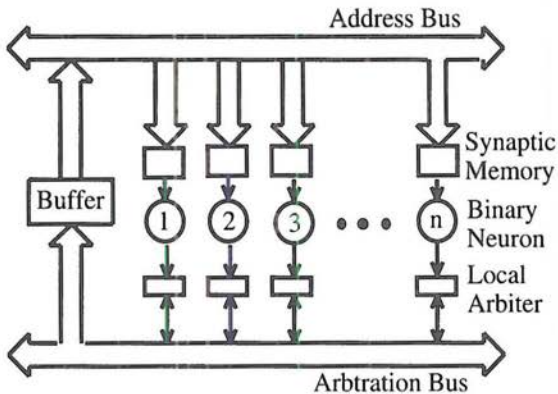 Address Bus
Synaptic
Memory
Buffer
1 2 3 n
Binary
Neuron
Local
Arbiter
Arbtration Bus